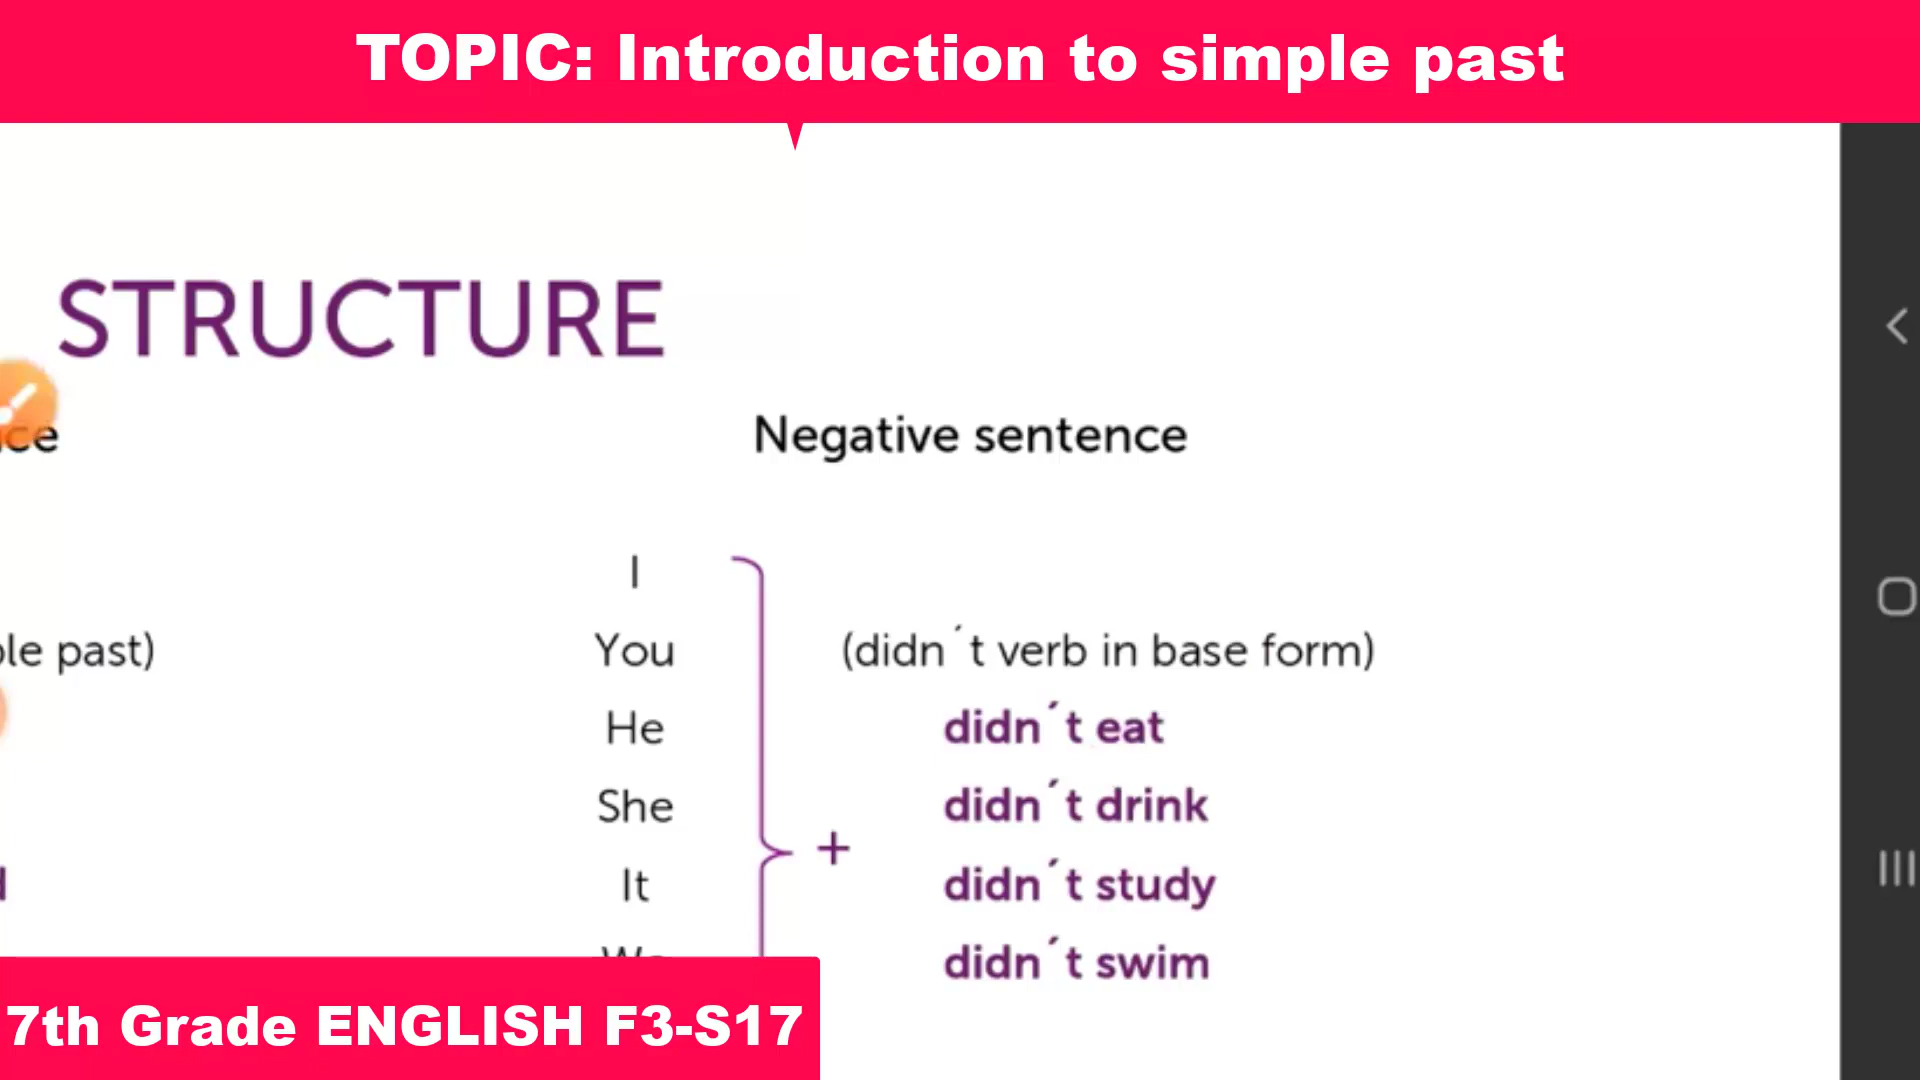 TOPIC: Introduction to simple past
STRUCTURE
Negative sentence
I
You
(didn´t verb in base form)
past)
He
didn´t eat
She
didn´t drink
It
didn´t study
didn´t swim
7th Grade ENGLISH F3-S17